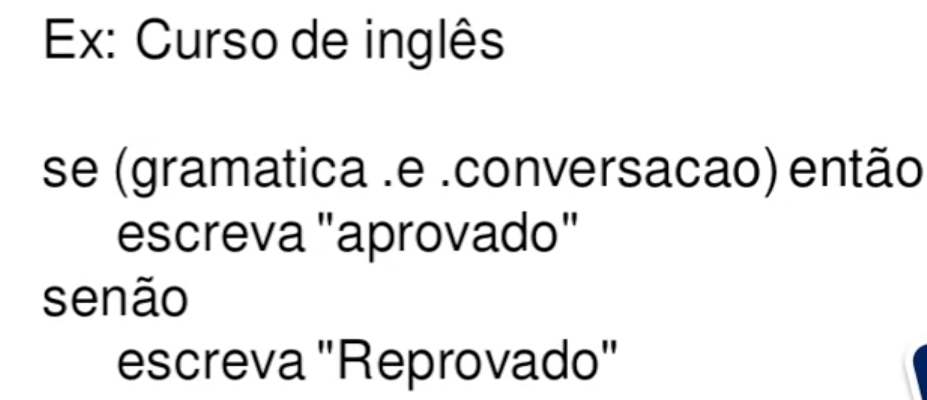 Ex: Curso de inglês
se (gramatica .e .conversacao) então
escreva "aprovado"
senão
escreva "Reprovado"